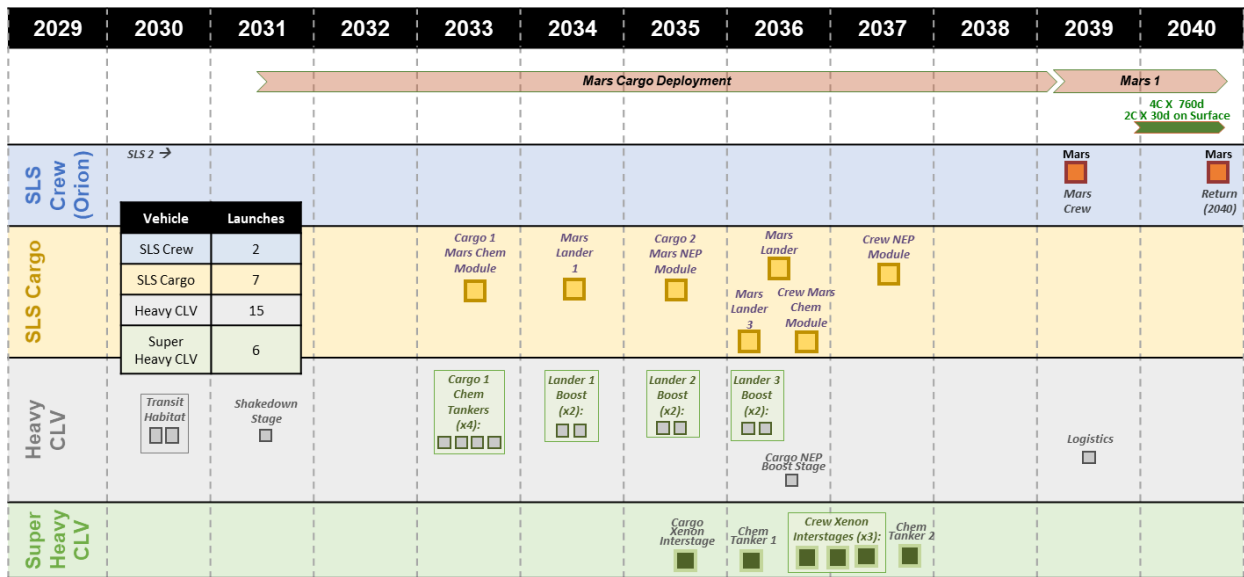 2029 2030 2031 2032 2033 2034 2035 2036 2037 2038 2039 2040
Mars Cargo Deployment
Mars 1
4C X 760d
2C X 30d on Surface
SLS
Crew
(Orion)
SLS 2 →
Mars
Mars
Crew
Mars
Return
(2040)
Vehicle Launches
SLS Crew 2
SLS Cargo 7
Heavy CLV 15
Super
Heavy CLV
6
SLS Cargo
Cargo 1
Mars Chem
Module
Mars
Lander
1
Cargo 2
Mars NEP
Module
Mars
Lander
Mars
Lander
3
Crew Mars
Chem
Module
Crew NEP
Module
Heavy
CLV
Transit
Habitat
Shakedown
Stage
Cargo 1
Chem
Tankers
(x4):
Lander 1
Boost
(x2):
Lander 2
Boost
(x2):
Lander 3
Boost
(x2):
Cargo NEP
Boost Stage
Logistics
Super
Heavy
CLV
Cargo
Xenon
Interstage
Chem
Tanker 1
Crew Xenon
Interstages (x3):
Chem
Tanker 2